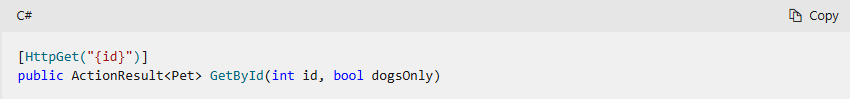 C#
Copy
[HttpGet("{id}")]
public ActionResult<Pet> GetById(int id, bool dogsOnly)